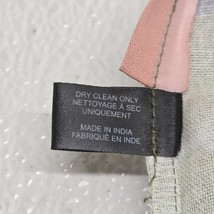 DRY CLEAN ONLY
NETTOYAGE À SEC
UNIQUEMENT
MADE IN INDIA
FABRIQUÉ EN INDE